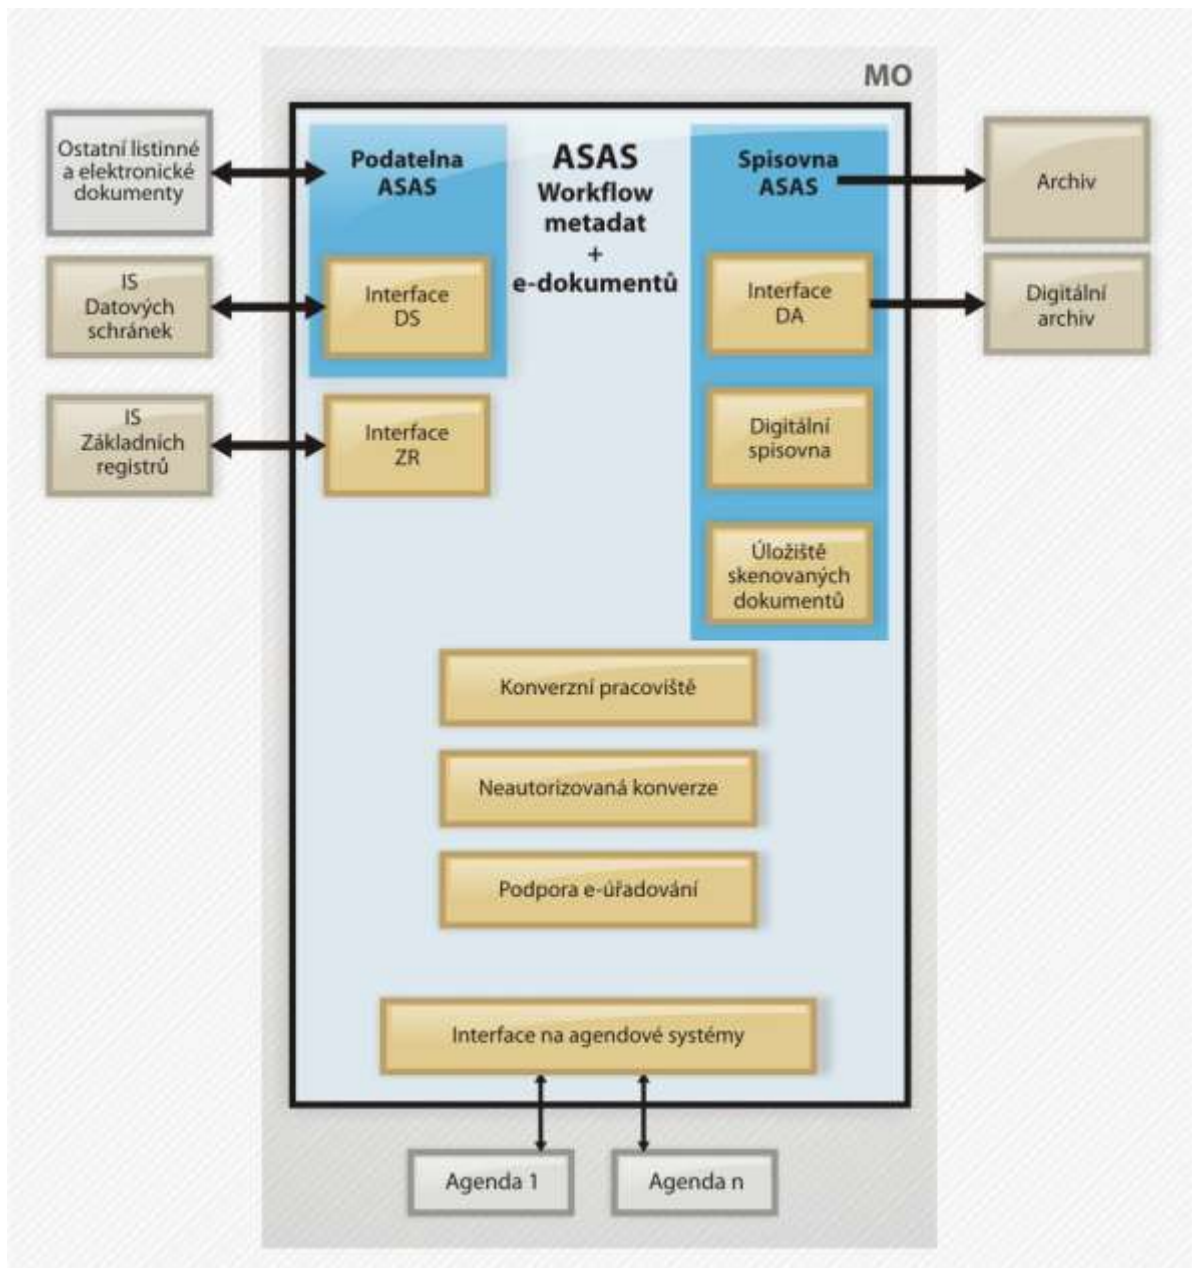 MO
Ostatní listinné
a elektronické
dokumenty
Podatelna
ASAS
ASAS
Workflow
metadat
+
e-dokumentů
Spisovna
ASAS
Archiv
IS
Datových
schránek
Interface
DS
Interface
DA
Digitální
archiv
IS
Základních
registrů
Interface
ZR
Digitální
spisovna
Úložiště
skenovaných
dokumentů
Konverzní pracoviště
Neautorizovaná konverze
Podpora e-úřadování
Interface na agendové systémy
Agenda 1
Agenda n